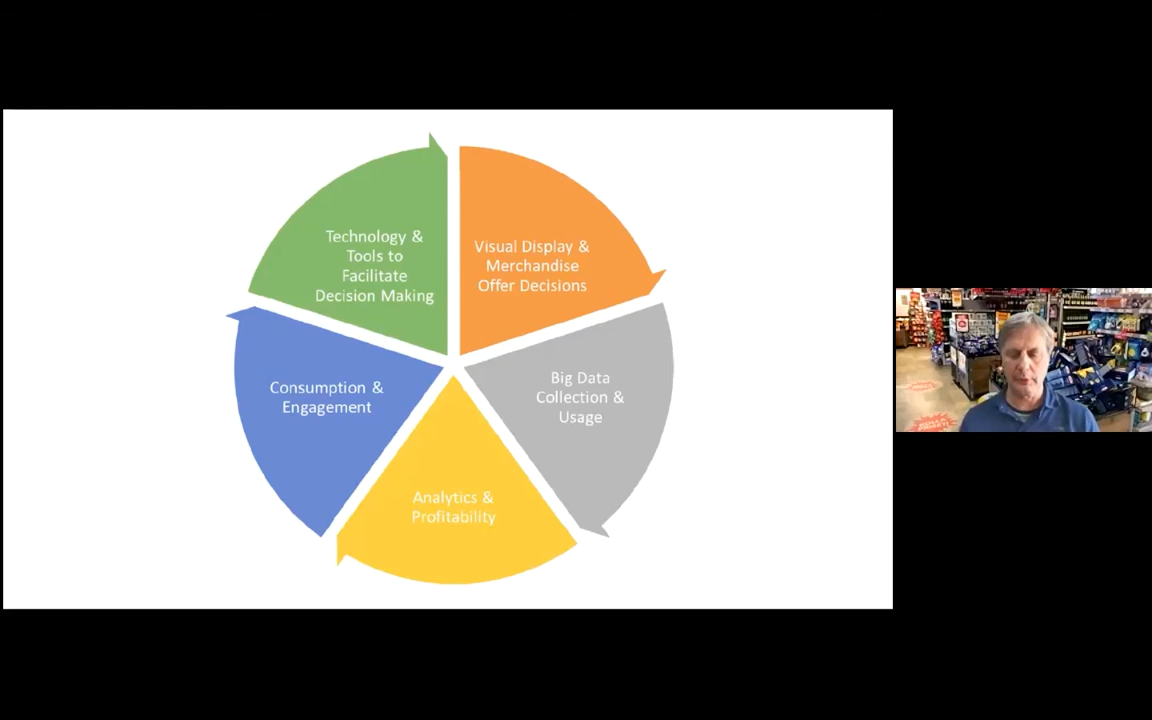 Technology &
Tools to
Facilitate
Decision Making
Visual Display &
Merchandise
Offer Decisions
Big Data
Collection &
Usage
Analytics &
Profitability
Consumption &
Engagement